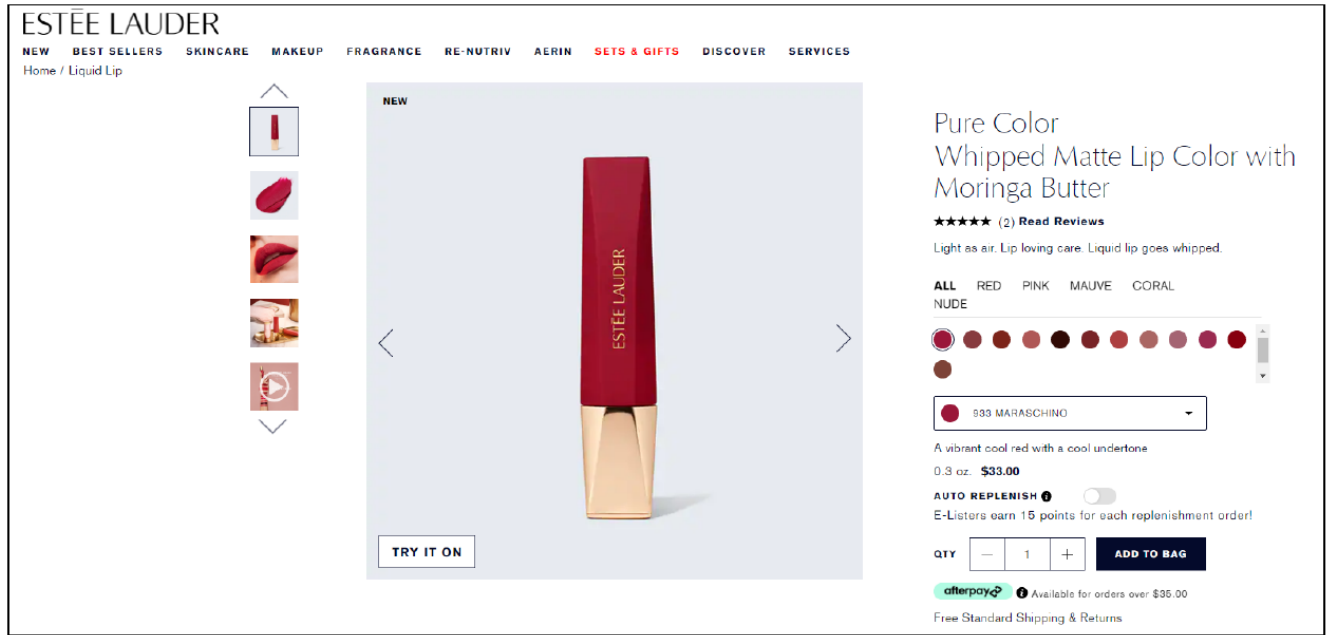 ESTĒE LAUDER
NEW BEST SELLERS SKINCARE MAKEUP FRAGRANCE RE-NUTRIV AERIN SETS & GIFTS DISCOVER SERVICES
Home / Liquid Lip
NEW
ESTĒE LAUDER
TRY IT ON
Pure Color
Whipped Matte Lip Color with
Moringa Butter
★★★★★ (2) Read Reviews
Light as air. Lip loving care. Liquid lip goes whipped.
ALL RED PINK MAUVE CORAL
NUDE
933 MARASCHINO
A vibrant cool red with a cool undertone
0.3 oz. $33.00
AUTO REPLENISH
E-Listers earn 15 points for each replenishment order!
QTY − 1 + ADD TO BAG
afterpay Available for orders over $35.00
Free Standard Shipping & Returns